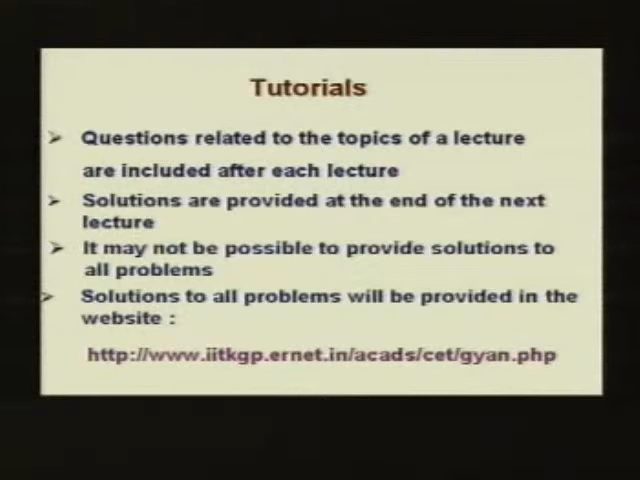 Tutorials
Questions related to the topics of a lecture
are included after each lecture
Solutions are provided at the end of the next
lecture
It may not be possible to provide solutions to
all problems
Solutions to all problems will be provided in the
website :
http://www.iitkgp.ernet.in/acads/cet/gyan.php